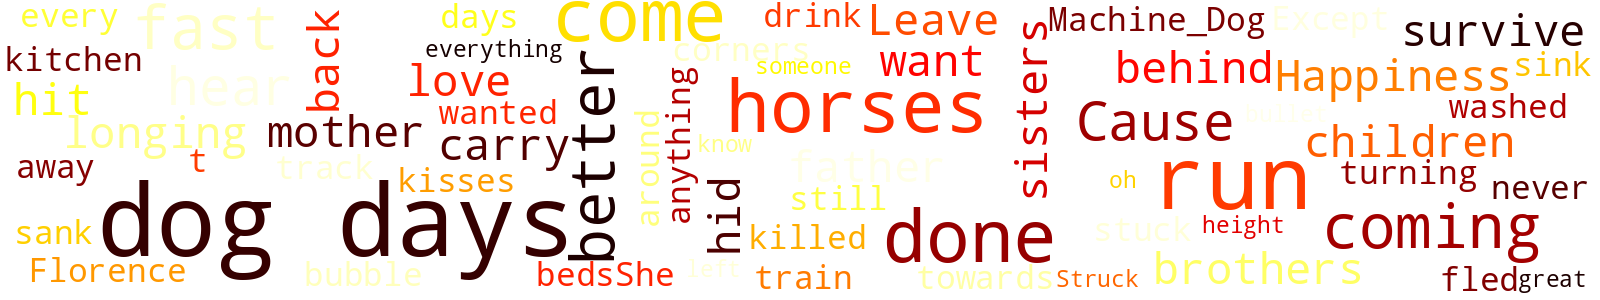 every fast back days come drink Leave Machine_Dog Except survive
kitchen everything corners someone want sisters behind Happiness sink
hit hear love wanted better anything horses Cause washed
longing mother carry around know children
away t track kisses hid father still oh run turning never
sank dog days killed done stuck height coming
Florence bubble bedsShe left train towards Struck brothers fled great